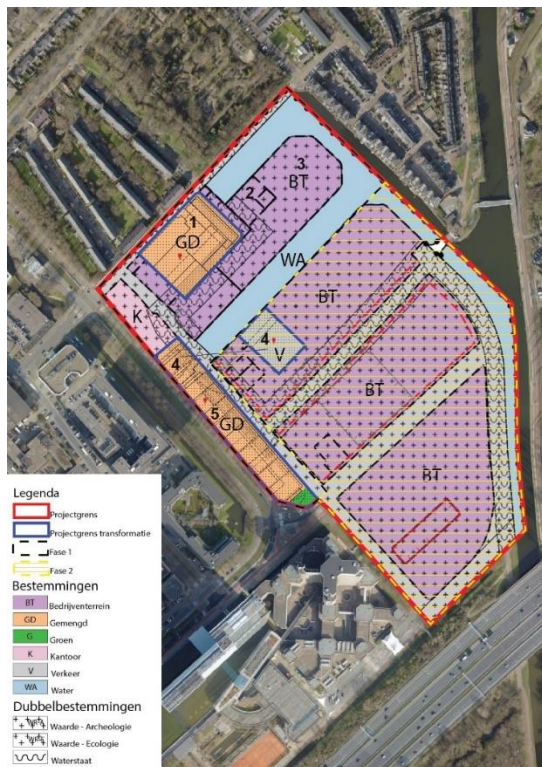 3
BT
2
1
GD
WA
BT
K
4
V
4
5
GD
BT
BT
Legenda
Projectgrens
Projectgrens transformatie
Fase 1
Fase 2
Bestemmingen
BT Bedrijventerrein
GD Gemengd
G Groen
K Kantoor
V Verkeer
WA Water
Dubbelbestemmingen
Waarde - Archeologie
Waarde - Ecologie
Waterstaat